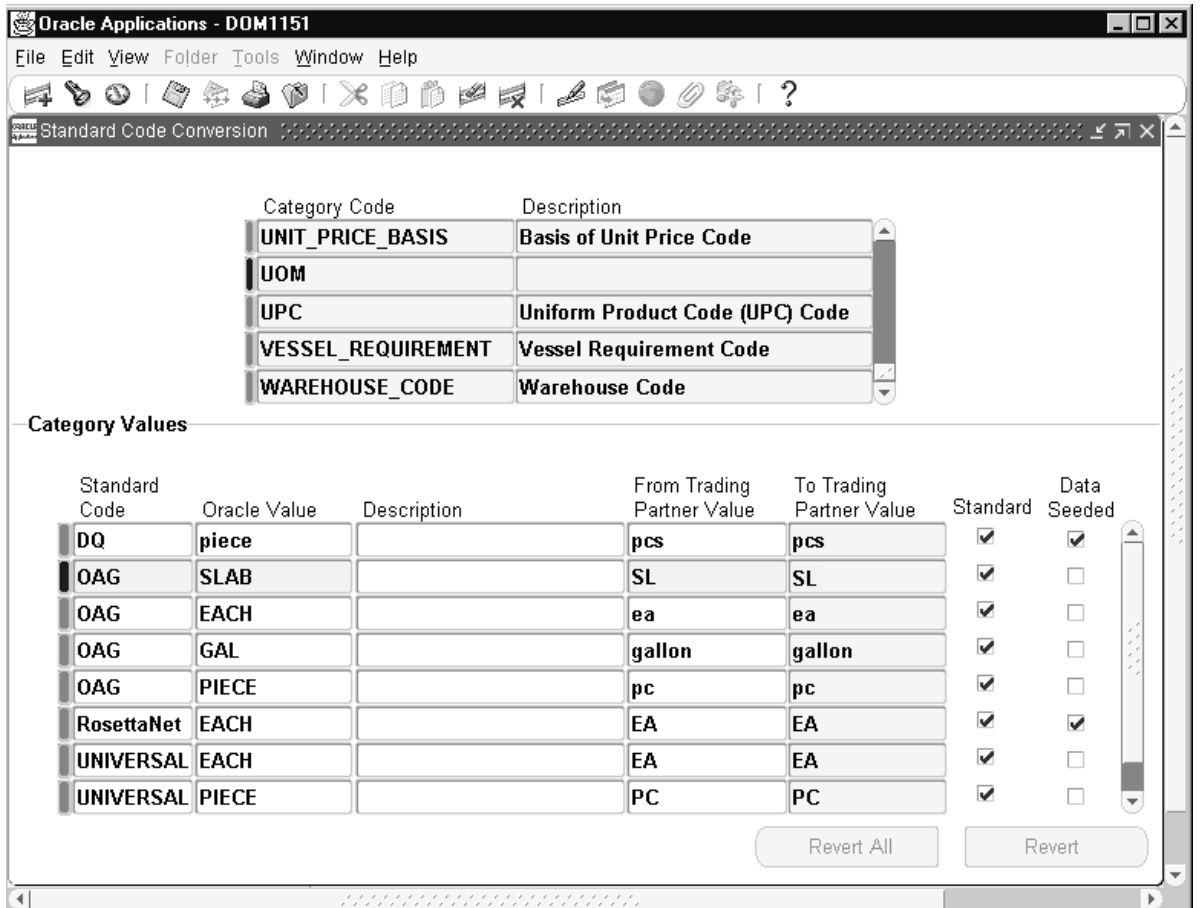 Oracle Applications - DOM1151
File Edit View Folder Tools Window Help
?
Standard Code Conversion
Category Code Description
UNIT_PRICE_BASIS Basis of Unit Price Code
UOM
UPC Uniform Product Code (UPC) Code
VESSEL_REQUIREMENT Vessel Requirement Code
WAREHOUSE_CODE Warehouse Code
Category Values
Standard From Trading To Trading Data
Code Oracle Value Description Partner Value Partner Value Standard Seeded
DQ piece pcs pcs
OAG SLAB SL SL
OAG EACH ea ea
OAG GAL gallon gallon
OAG PIECE pc pc
RosettaNet EACH EA EA
UNIVERSAL EACH EA EA
UNIVERSAL PIECE PC PC
Revert All Revert